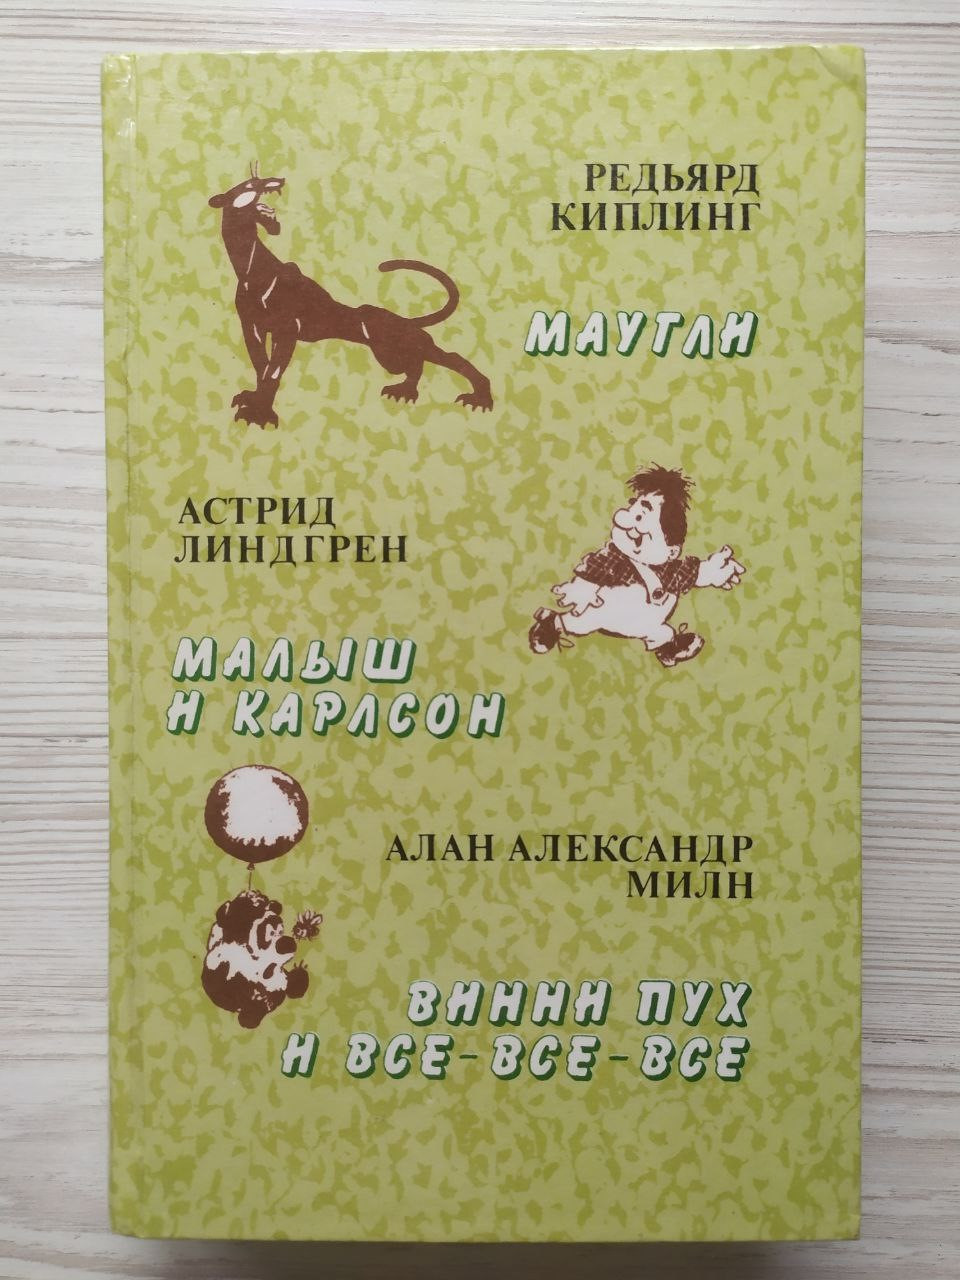 РЕДЬЯРД
КИПЛИНГ
МАУГЛИ
АСТРИД
ЛИНДГРЕН
МАЛЫШ
И КАРЛСОН
АЛАН АЛЕКСАНДР
МИЛН
ВИННИ ПУХ
И ВСЕ-ВСЕ-ВСЕ